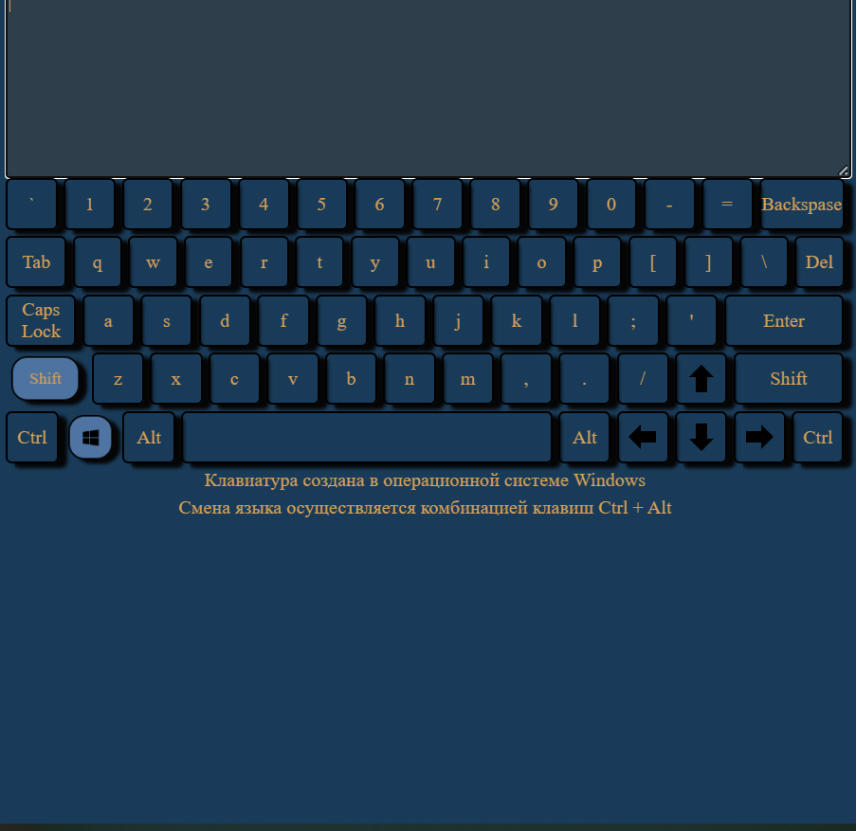 ` 1 2 3 4 5 6 7 8 9 0 - = Backspase
Tab q w e r t y u i o p [ ] \ Del
Caps Lock a s d f g h j k l ; ' Enter
Shift z x c v b n m , . / Shift
Ctrl Alt Alt Ctrl
Клавиатура создана в операционной системе Windows
Смена языка осуществляется комбинацией клавиш Ctrl + Alt